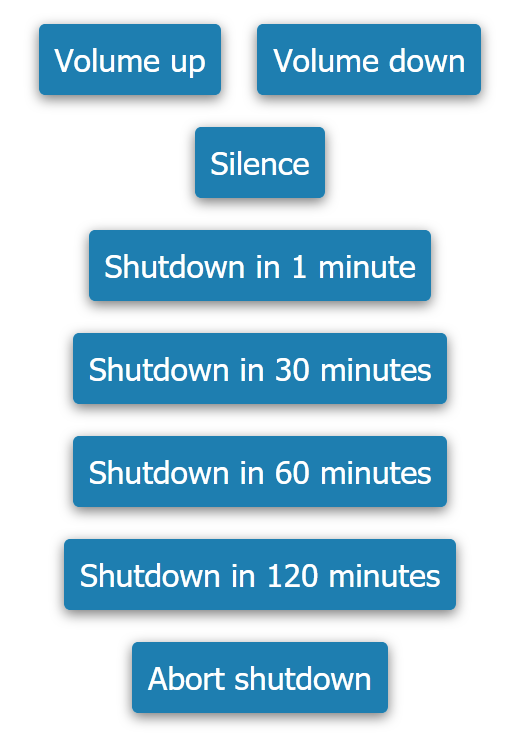 Volume up Volume down
Silence
Shutdown in 1 minute
Shutdown in 30 minutes
Shutdown in 60 minutes
Shutdown in 120 minutes
Abort shutdown